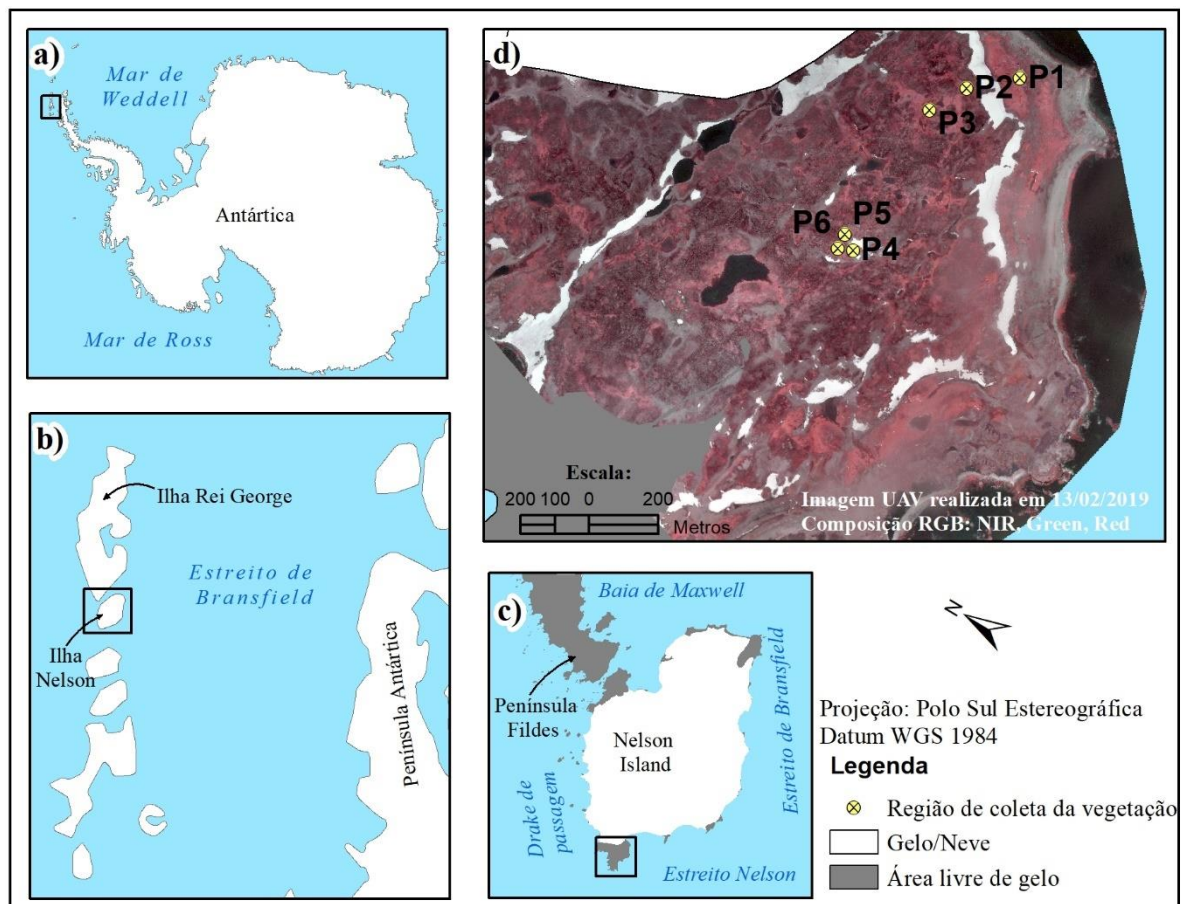 a)
Mar de
Weddell
Antártica
Mar de Ross
b)
Ilha Rei George
Estreito de
Bransfield
Ilha
Nelson
Península Antártica
d)
P1
P2
P3
P5
P6
P4
Escala:
200 100 0 200
Metros
Imagem UAV realizada em 13/02/2019
Composição RGB: NIR, Green, Red
c)
Baia de Maxwell
Península
Fildes
Nelson
Island
Estreito de Bransfield
Drake de
passagem
Estreito Nelson
N
Projeção: Polo Sul Estereográfica
Datum WGS 1984
Legenda
Região de coleta da vegetação
Gelo/Neve
Área livre de gelo